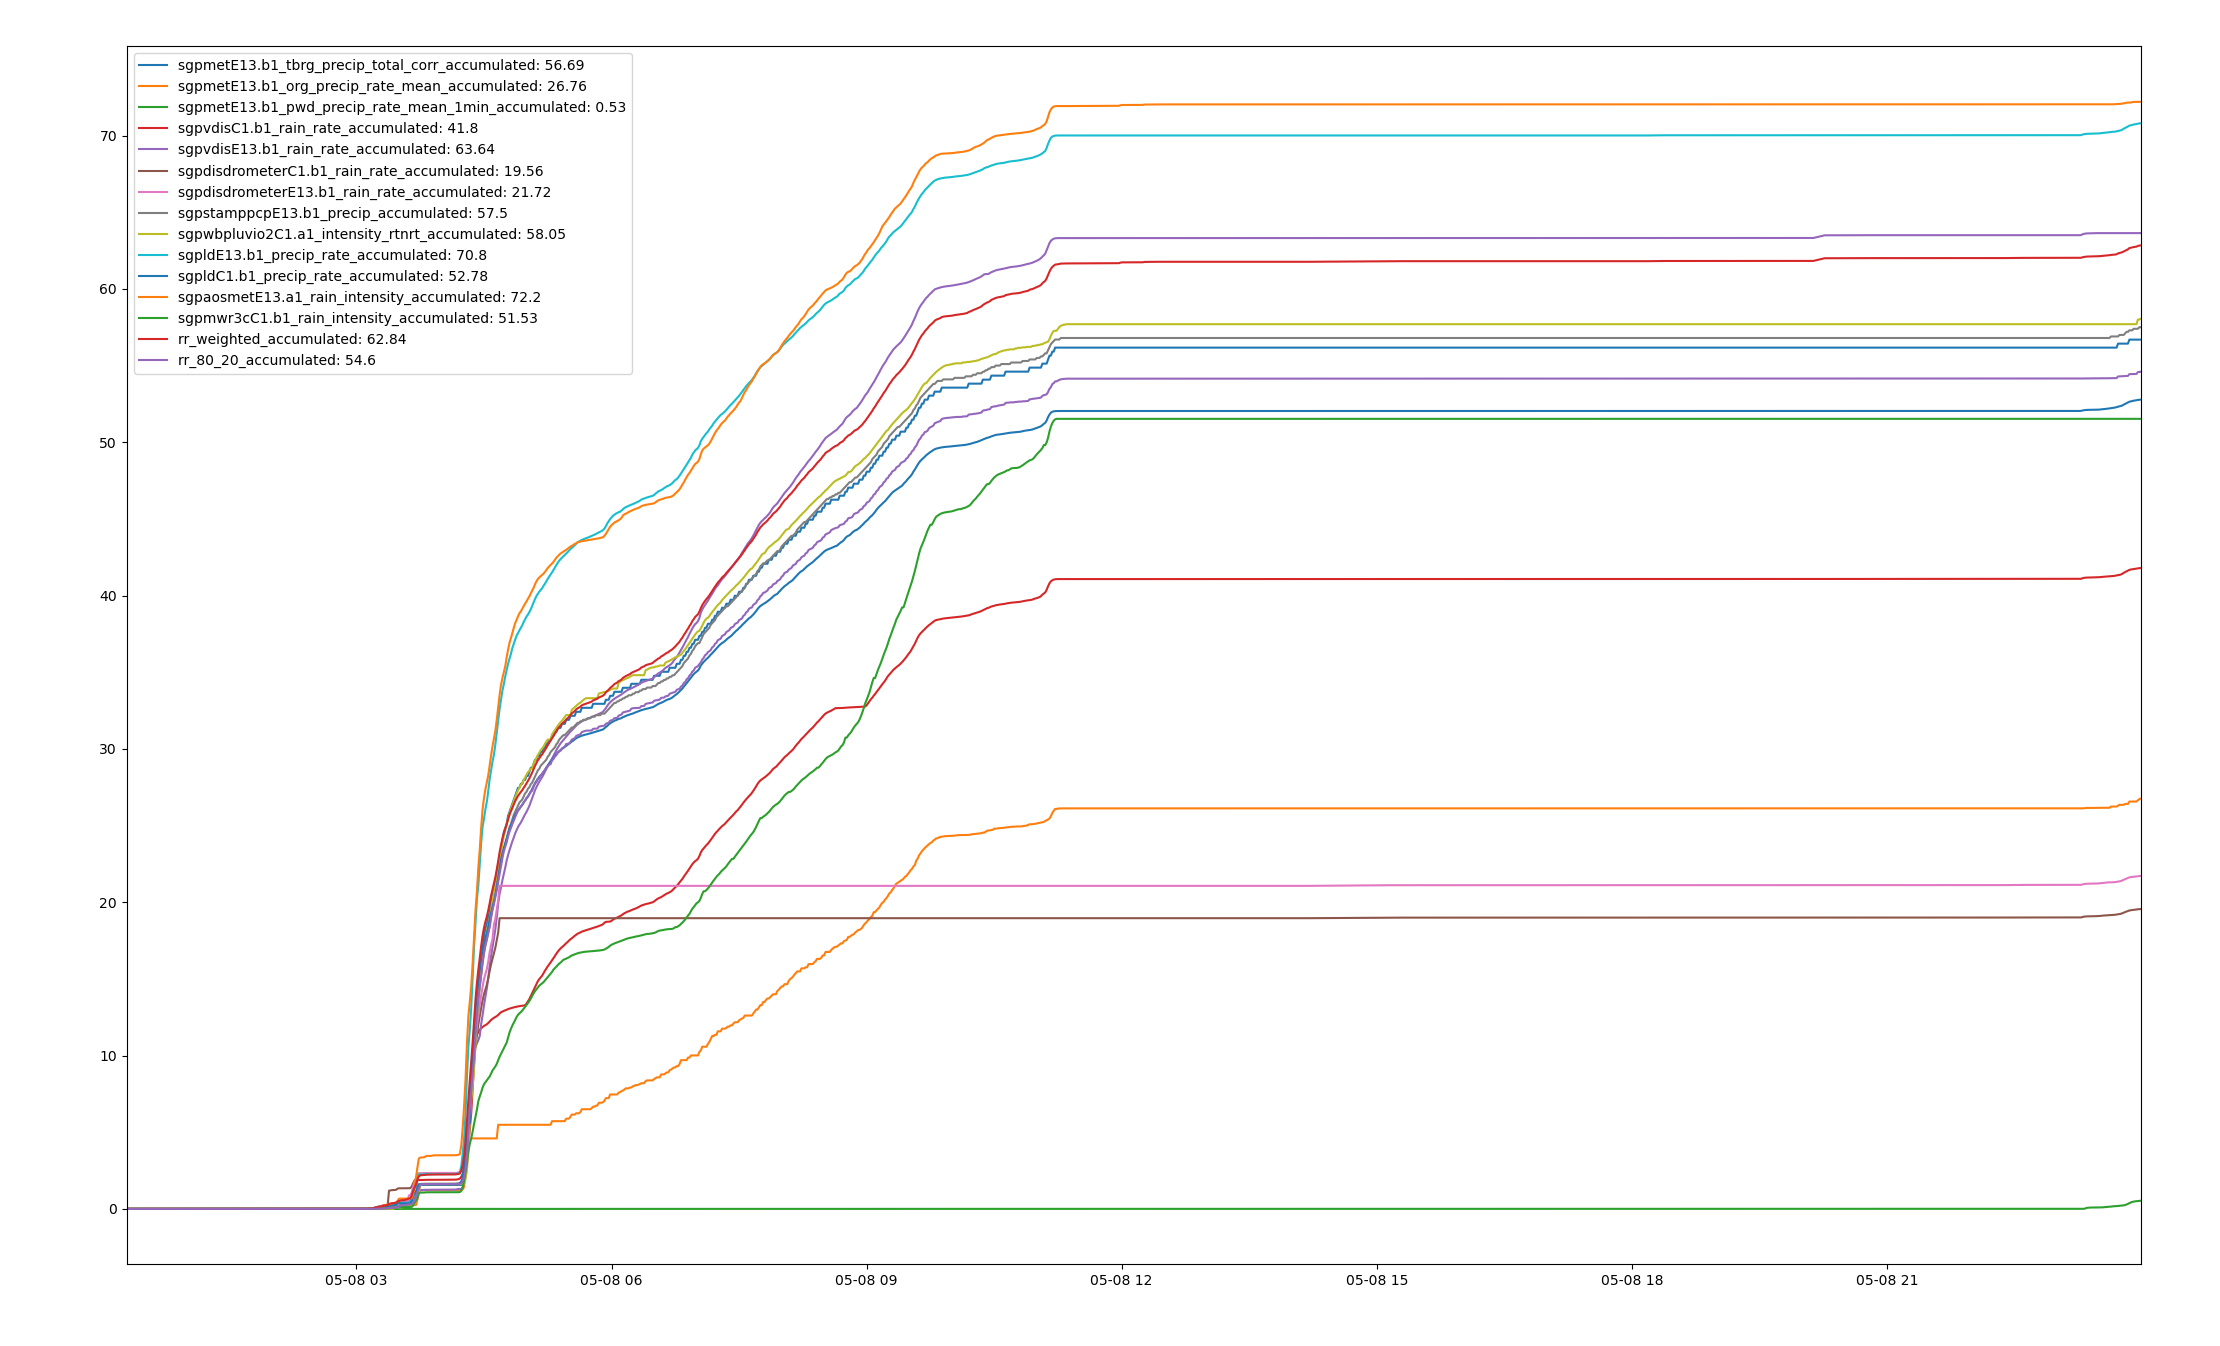 sgpmetE13.b1_tbrg_precip_total_corr_accumulated: 56.69
sgpmetE13.b1_org_precip_rate_mean_accumulated: 26.76
sgpmetE13.b1_pwd_precip_rate_mean_1min_accumulated: 0.53
sgpvdisC1.b1_rain_rate_accumulated: 41.8
sgpvdisE13.b1_rain_rate_accumulated: 63.64
sgpdisdrometerC1.b1_rain_rate_accumulated: 19.56
sgpdisdrometerE13.b1_rain_rate_accumulated: 21.72
sgpstamppcpE13.b1_precip_accumulated: 57.5
sgpwbpluvio2C1.a1_intensity_rtnrt_accumulated: 58.05
sgpldE13.b1_precip_rate_accumulated: 70.8
sgpldC1.b1_precip_rate_accumulated: 52.78
sgpaosmetE13.a1_rain_intensity_accumulated: 72.2
sgpmwr3cC1.b1_rain_intensity_accumulated: 51.53
rr_weighted_accumulated: 62.84
rr_80_20_accumulated: 54.6
70
60
50
40
30
20
10
0
05-08 03
05-08 06
05-08 09
05-08 12
05-08 15
05-08 18
05-08 21